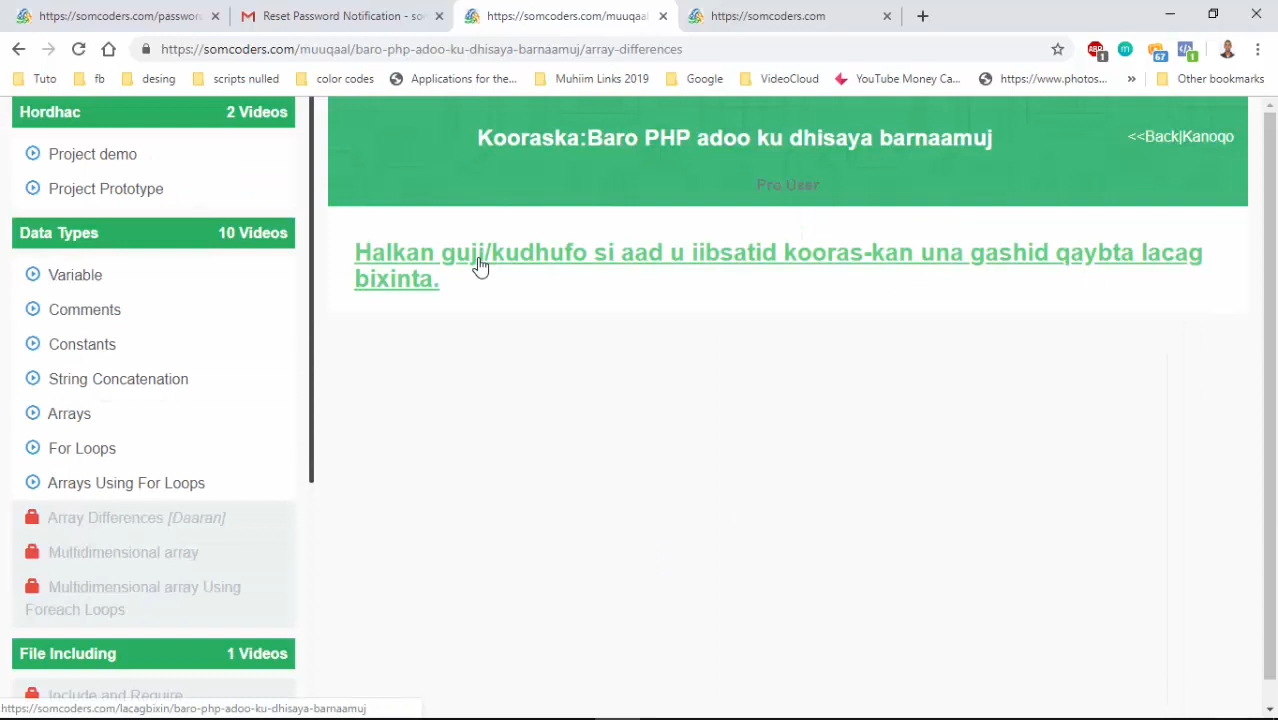 https://somcoders.com/passwor
Reset Password Notification - so
https://somcoders.com/muuqaal
https://somcoders.com
https://somcoders.com/muuqaal/baro-php-adoo-ku-dhisaya-barnaamuj/array-differences
1
67
1
Tuto
fb
desing
scripts nulled
color codes
Applications for the...
Muhiim Links 2019
Google
VideoCloud
YouTube Money Ca...
https://www.photos...
»
Other bookmarks
Hordhac 2 Videos
Project demo
Project Prototype
Data Types 10 Videos
Variable
Comments
Constants
String Concatenation
Arrays
For Loops
Arrays Using For Loops
Array Differences [Daaran]
Multidimensional array
Multidimensional array Using
Foreach Loops
File Including 1 Videos
Include and Require
Kooraska:Baro PHP adoo ku dhisaya barnaamuj
<<Back|Kanoqo
Pro User
Halkan guji/kudhufo si aad u iibsatid kooras-kan una gashid qaybta lacag
bixinta.
https://somcoders.com/lacagbixin/baro-php-adoo-ku-dhisaya-barnaamuj